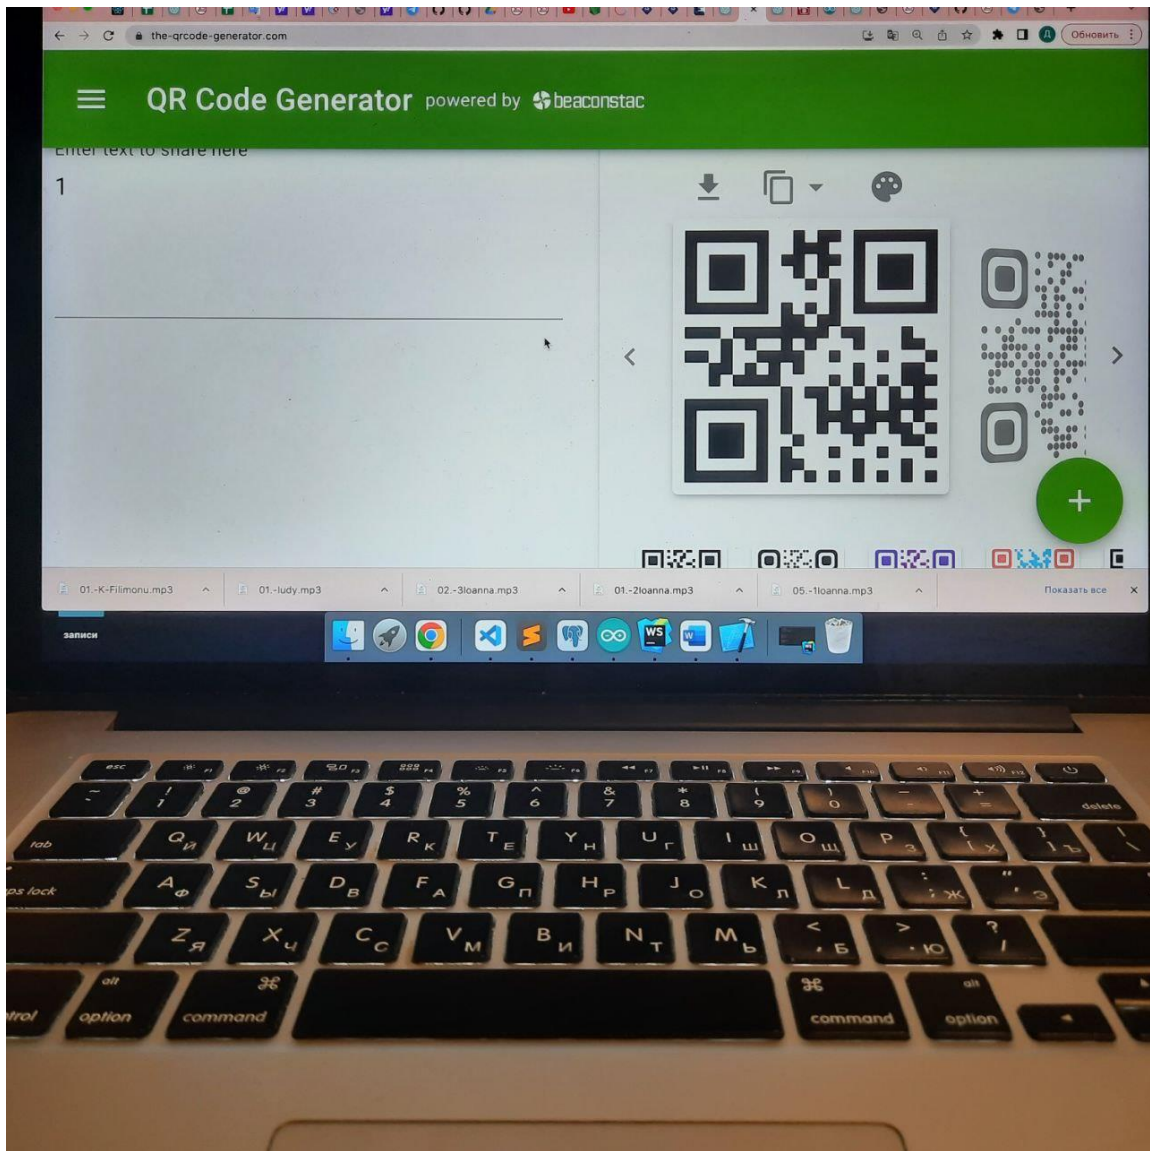 the-qrcode-generator.com
Обновить
QR Code Generator powered by beaconstac
Enter text to share here
1
01.-K-Filimonu.mp3
01.-ludy.mp3
02.-3Ioanna.mp3
01.-2Ioanna.mp3
05.-1Ioanna.mp3
Показать все
записи
WS
W
esc F1 F2 F3 F4 F5 F6 F7 F8 F9 F10 F11 F12
~ ! 1 @ 2 # 3 $ 4 % 5 ^ 6 & 7 * 8 ( 9 ) 0 - + = delete
tab Q Й W Ц E У R К T Е Y Н U Г I Ш O Щ P З { [ Х } ] Ъ \
ps lock A Ф S Ы D В F А G П H Р J О K Л L Д : ; Ж " ' Э
Z Я X Ч C С V М B И N Т M Ь < , Б > . Ю ? /
trol alt option ⌘ command ⌘ command alt option